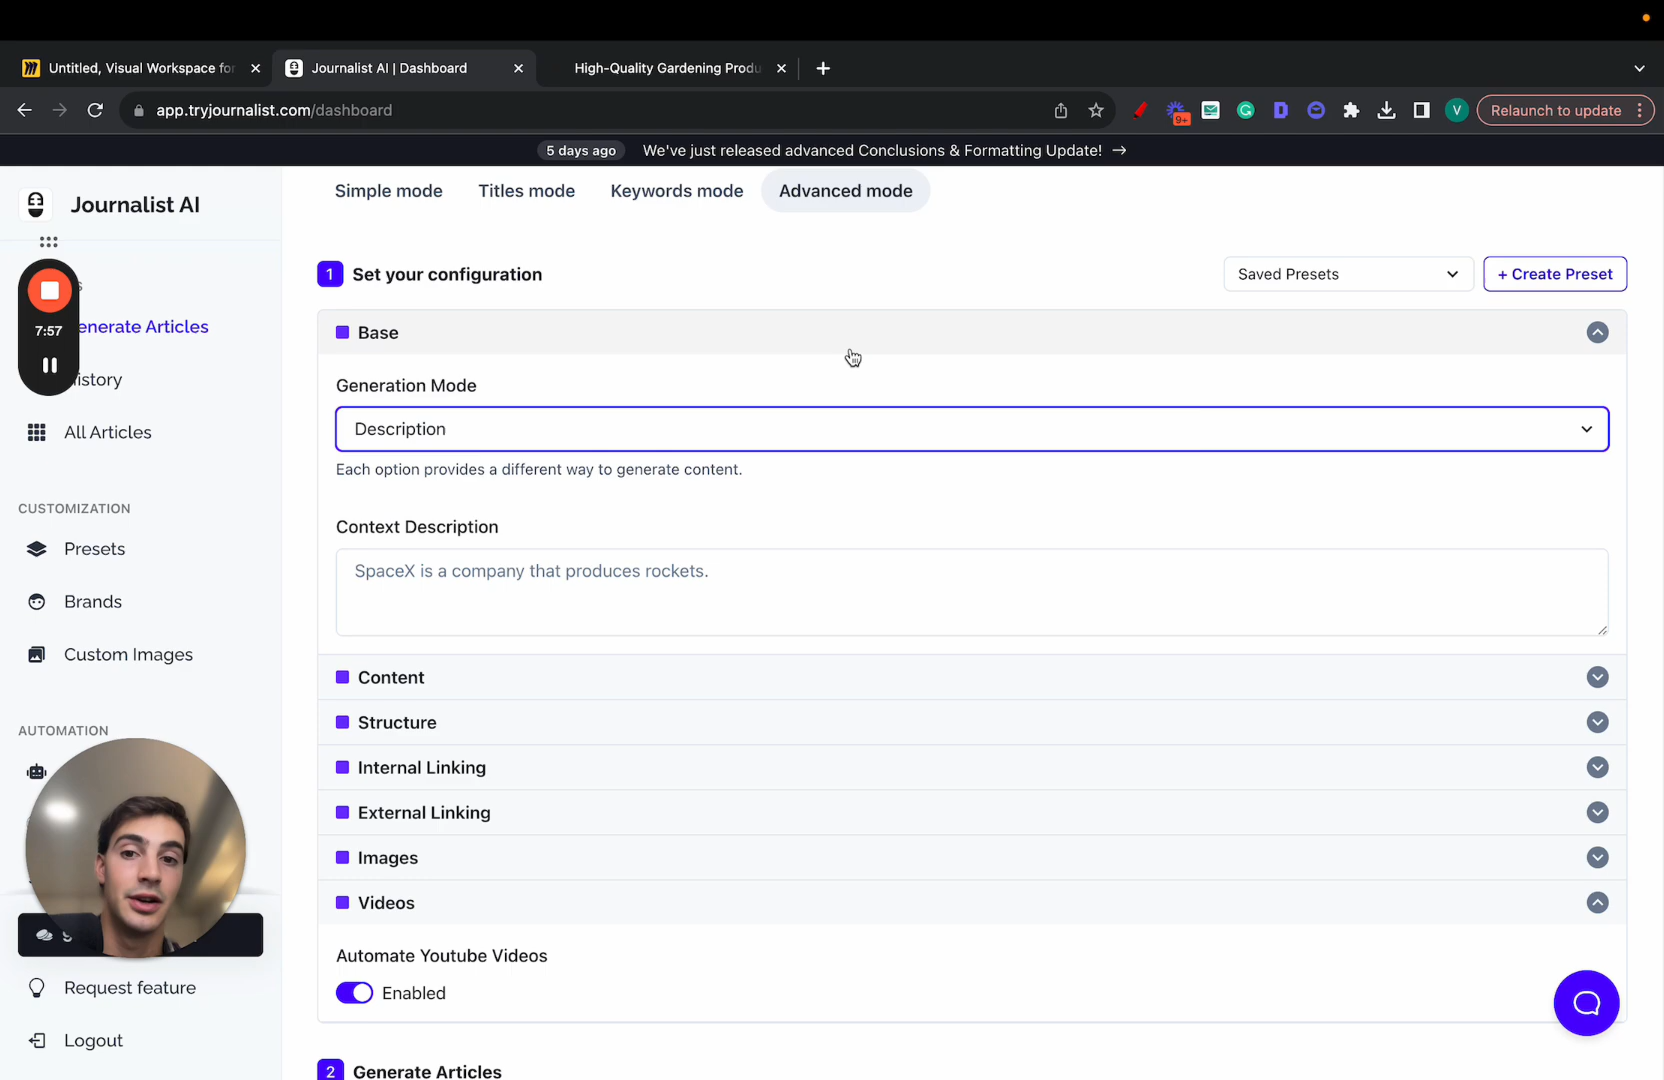 Untitled, Visual Workspace for
Journalist AI | Dashboard
High-Quality Gardening Produ
app.tryjournalist.com/dashboard
9+
V
Relaunch to update
5 days ago
We've just released advanced Conclusions & Formatting Update! →
Journalist AI
Simple mode
Titles mode
Keywords mode
Advanced mode
7:57
enerate Articles
istory
All Articles
CUSTOMIZATION
Presets
Brands
Custom Images
AUTOMATION
Request feature
Logout
1 Set your configuration
Saved Presets
+ Create Preset
Base
Generation Mode
Description
Each option provides a different way to generate content.
Context Description
SpaceX is a company that produces rockets.
Content
Structure
Internal Linking
External Linking
Images
Videos
Automate Youtube Videos
Enabled
2 Generate Articles